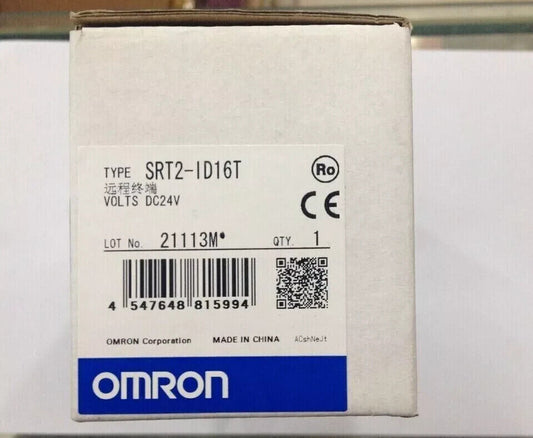 TYPE SRT2-ID16T
Ro
远程终端
VOLTS DC24V
CE
LOT No. 21113M*
QTY. 1
4 547648 815994
OMRON Corporation MADE IN CHINA ACshNeJt
OMRON